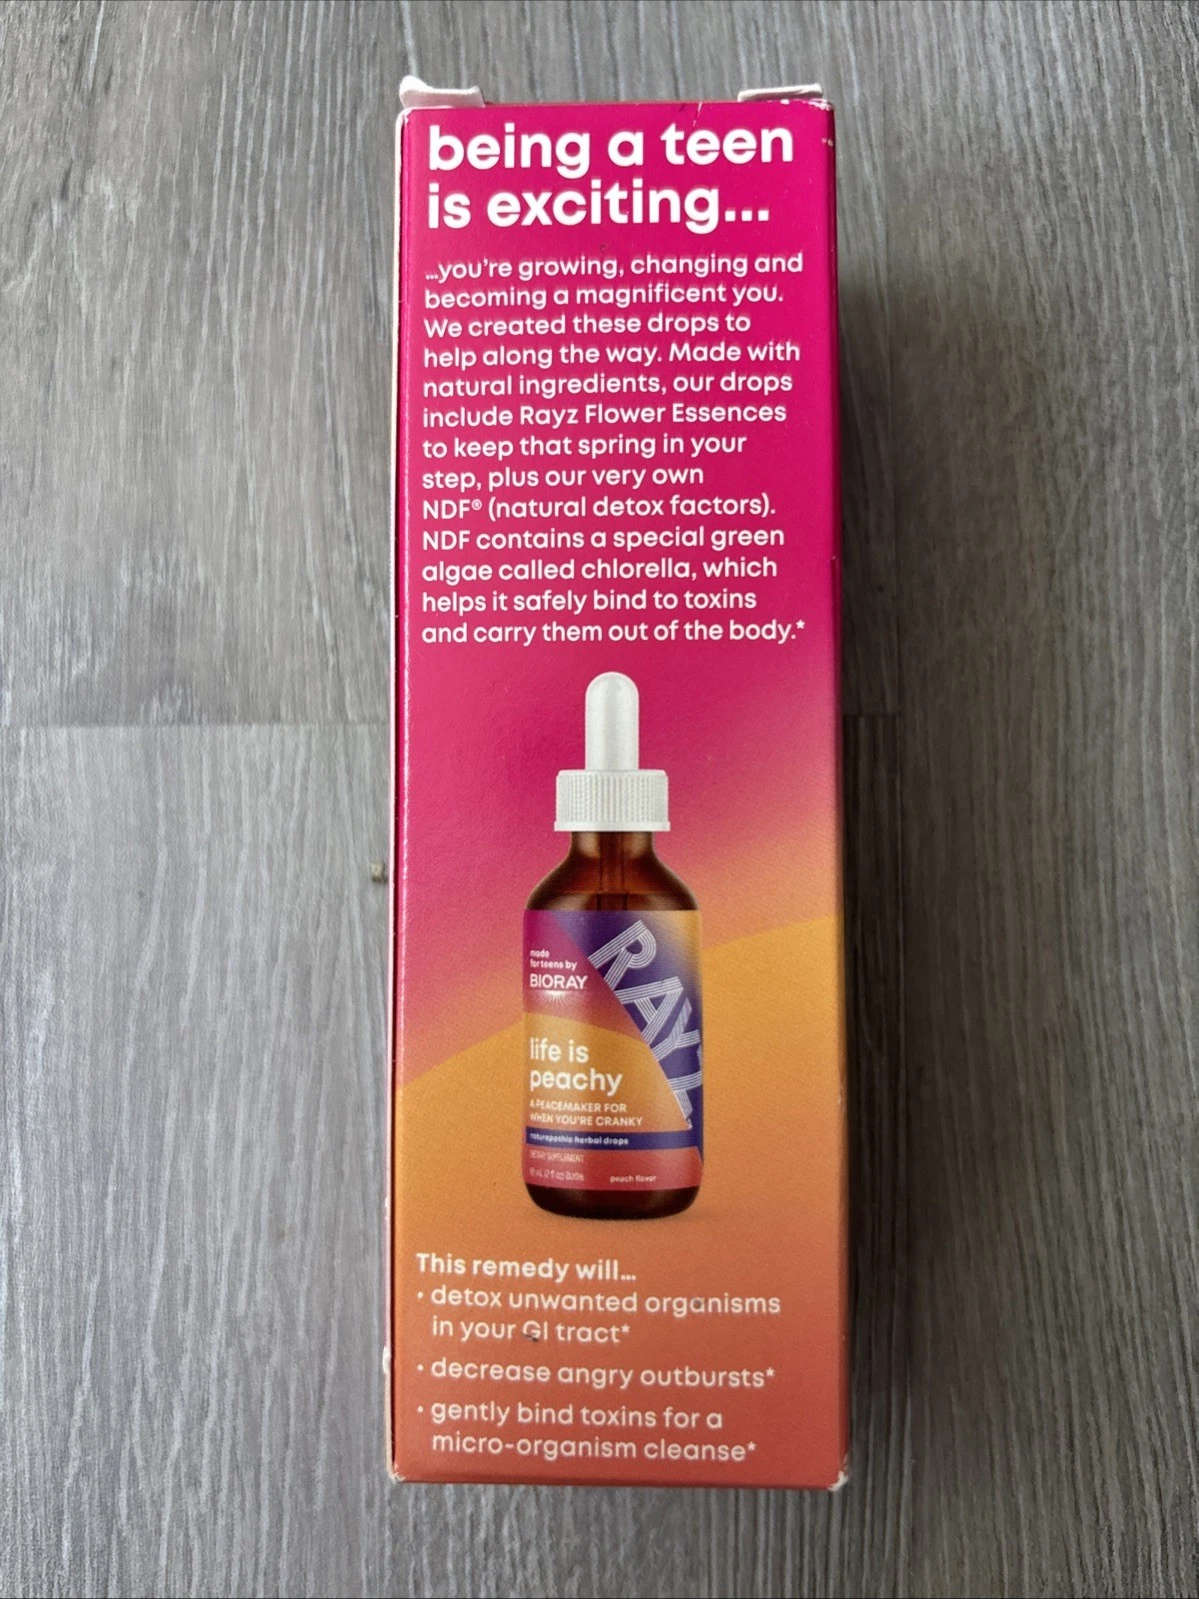 being a teen
is exciting...
...you're growing, changing and
becoming a magnificent you.
We created these drops to
help along the way. Made with
natural ingredients, our drops
include Rayz Flower Essences
to keep that spring in your
step, plus our very own
NDF® (natural detox factors).
NDF contains a special green
algae called chlorella, which
helps it safely bind to toxins
and carry them out of the body.*
made
for teens by
BIORAY
RAYZ
life is
peachy
A PEACEMAKER FOR
WHEN YOU'RE CRANKY
naturopathic herbal drops
DIETARY SUPPLEMENT
peach flavor
This remedy will...
• detox unwanted organisms
in your GI tract*
• decrease angry outbursts*
• gently bind toxins for a
micro-organism cleanse*